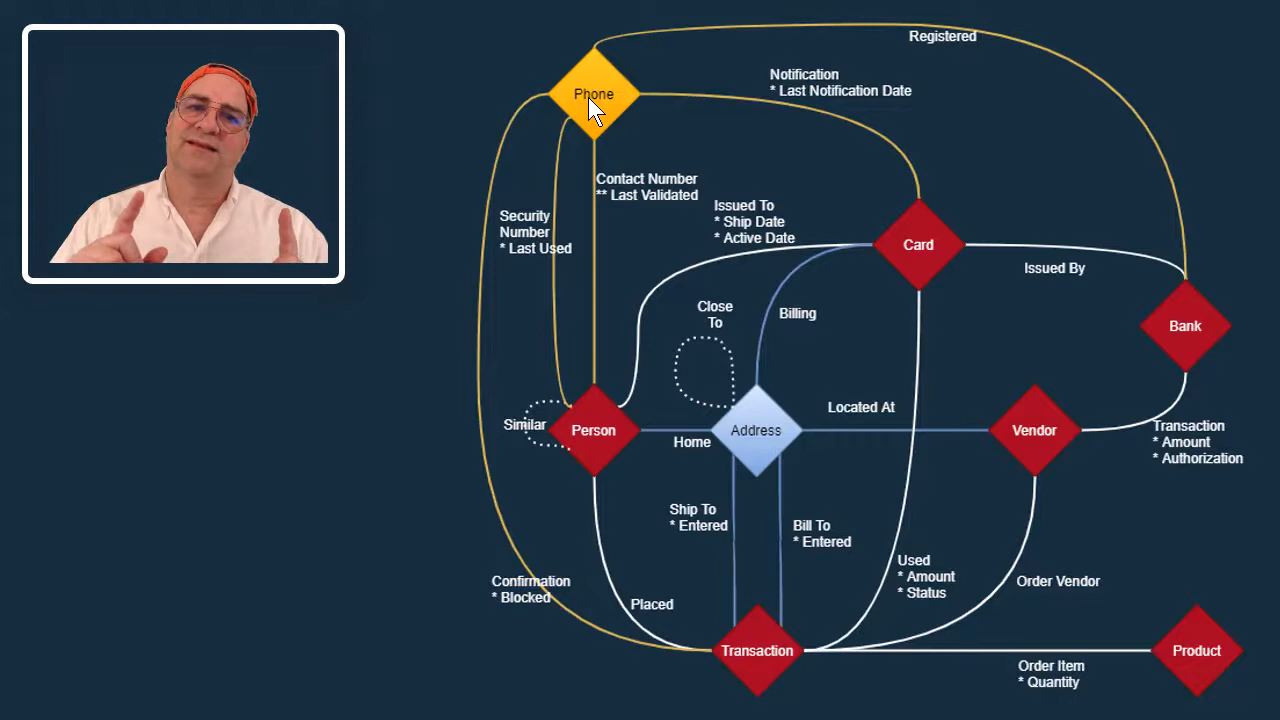 Registered
Phone
Notification
* Last Notification Date
Contact Number
** Last Validated
Security
Number
* Last Used
Issued To
* Ship Date
* Active Date
Card
Issued By
Close
To
Billing
Bank
Similar
Person
Home
Address
Located At
Vendor
Transaction
* Amount
* Authorization
Ship To
* Entered
Bill To
* Entered
Used
* Amount
* Status
Order Vendor
Confirmation
* Blocked
Placed
Transaction
Order Item
* Quantity
Product